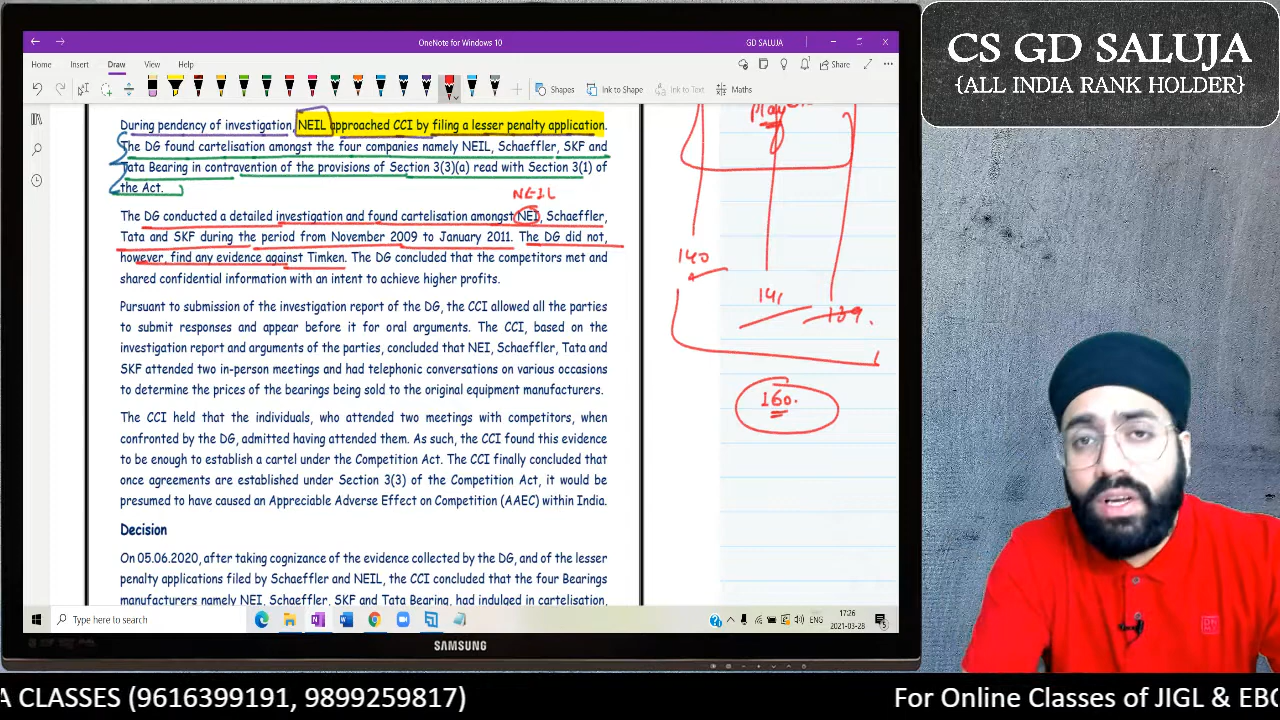 OneNote for Windows 10
GD SALUJA
Home Insert Draw View Help
Share
Shapes Ink to Shape Ink to Text Maths
During pendency of investigation, NEIL approached CCI by filing a lesser penalty application.
The DG found cartelisation amongst the four companies namely NEIL, Schaeffler, SKF and
Tata Bearing in contravention of the provisions of Section 3(3)(a) read with Section 3(1) of
the Act.
NEIL
The DG conducted a detailed investigation and found cartelisation amongst NEI, Schaeffler,
Tata and SKF during the period from November 2009 to January 2011. The DG did not,
however, find any evidence against Timken. The DG concluded that the competitors met and
shared confidential information with an intent to achieve higher profits.
Pursuant to submission of the investigation report of the DG, the CCI allowed all the parties
to submit responses and appear before it for oral arguments. The CCI, based on the
investigation report and arguments of the parties, concluded that NEI, Schaeffler, Tata and
SKF attended two in-person meetings and had telephonic conversations on various occasions
to determine the prices of the bearings being sold to the original equipment manufacturers.
The CCI held that the individuals, who attended two meetings with competitors, when
confronted by the DG, admitted having attended them. As such, the CCI found this evidence
to be enough to establish a cartel under the Competition Act. The CCI finally concluded that
once agreements are established under Section 3(3) of the Competition Act, it would be
presumed to have caused an Appreciable Adverse Effect on Competition (AAEC) within India.
Decision
On 05.06.2020, after taking cognizance of the evidence collected by the DG, and of the lesser
penalty applications filed by Schaeffler and NEIL, the CCI concluded that the four Bearings
manufacturers namely NEI, Schaeffler, SKF and Tata Bearing, had indulged in cartelisation,
140
141
139.
160.
Type here to search
ENG
17:26
2021-03-28
SAMSUNG
CS GD SALUJA
{ALL INDIA RANK HOLDER}
A CLASSES (9616399191, 9899259817)
For Online Classes of JIGL & EBC